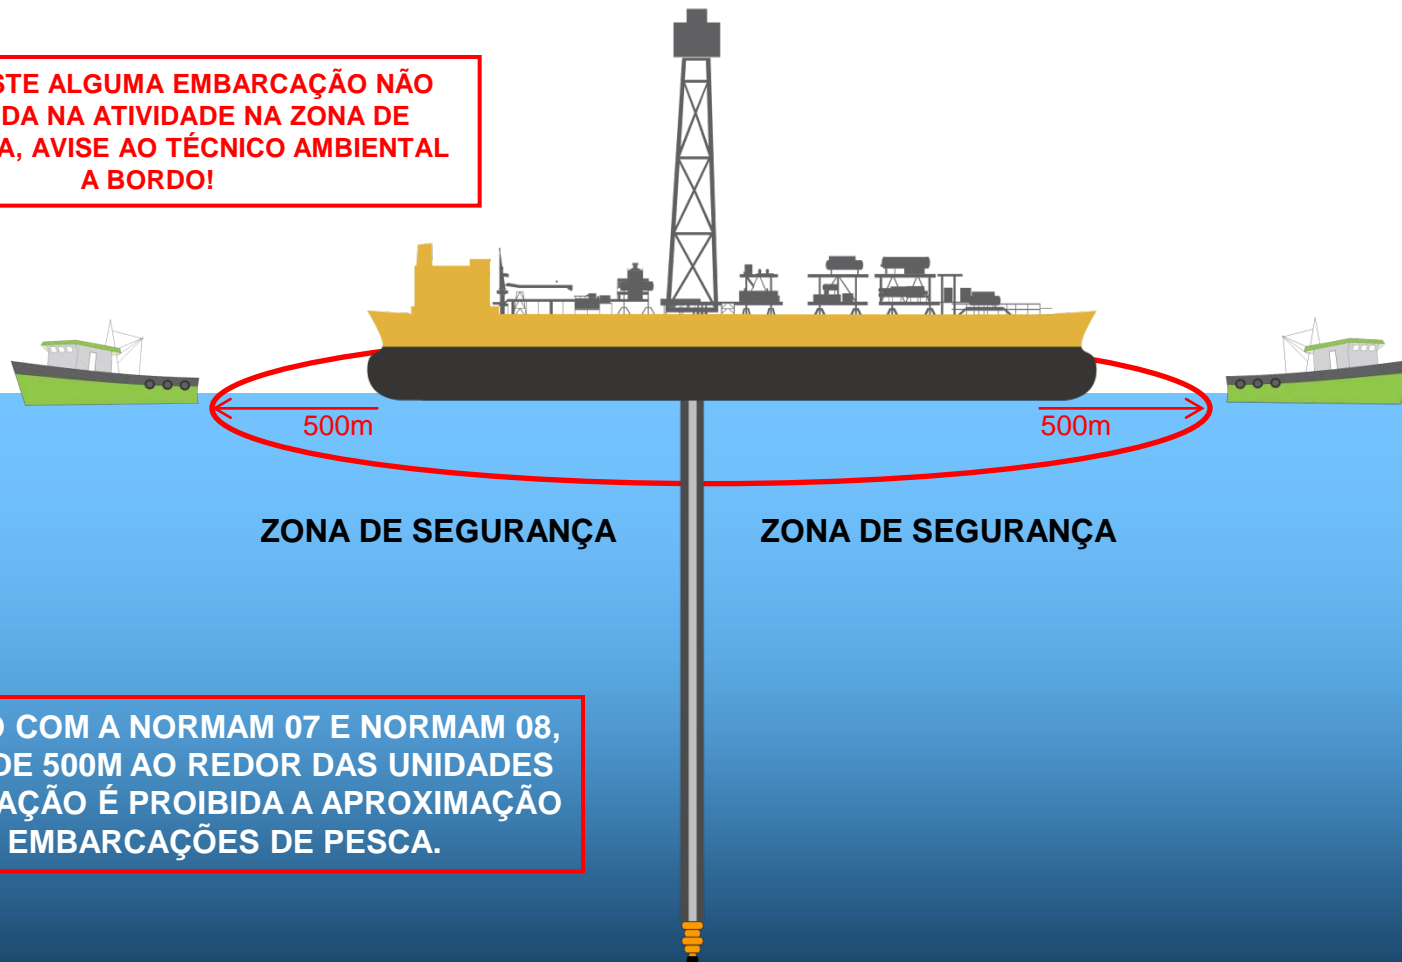 STE ALGUMA EMBARCAÇÃO NÃO
DA NA ATIVIDADE NA ZONA DE
A, AVISE AO TÉCNICO AMBIENTAL
A BORDO!
500m
500m
ZONA DE SEGURANÇA
ZONA DE SEGURANÇA
O COM A NORMAM 07 E NORMAM 08,
DE 500M AO REDOR DAS UNIDADES
AÇÃO É PROIBIDA A APROXIMAÇÃO
EMBARCAÇÕES DE PESCA.